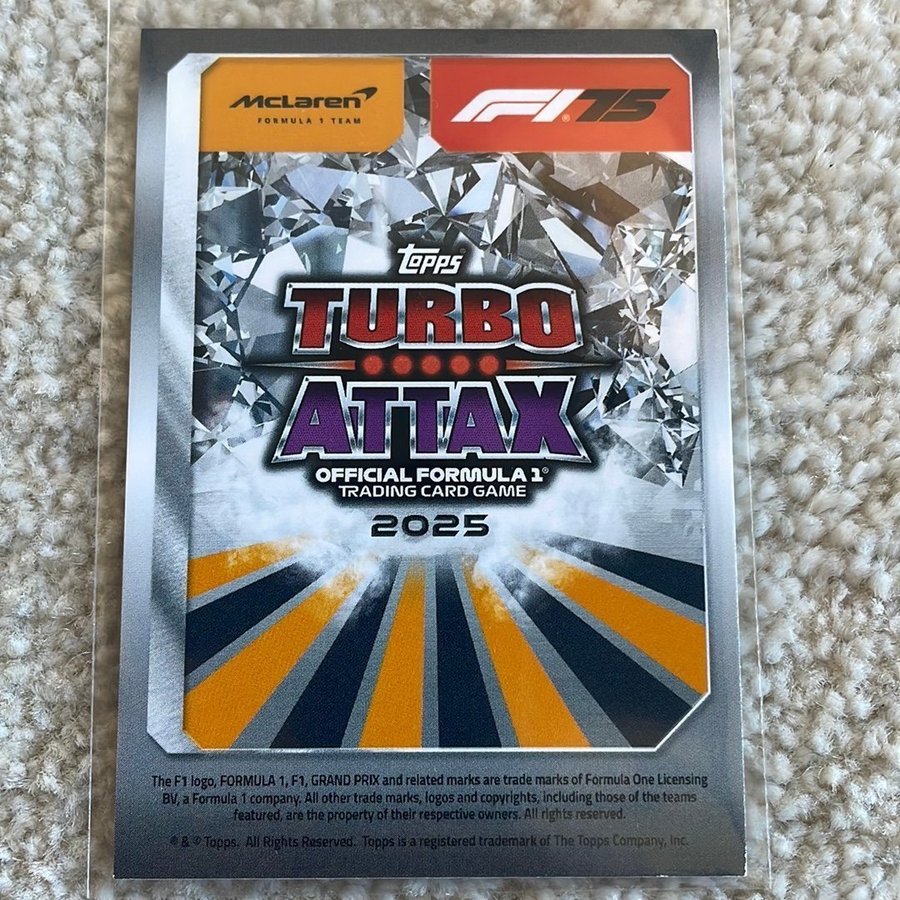 McLaren
FORMULA 1 TEAM
F1® 75
Topps
TURBO
ATTAX
OFFICIAL FORMULA 1®
TRADING CARD GAME
2025
The F1 logo, FORMULA 1, F1, GRAND PRIX and related marks are trade marks of Formula One Licensing
BV, a Formula 1 company. All other trade marks, logos and copyrights, including those of the teams
featured, are the property of their respective owners. All rights reserved.
® & ℗ Topps. All Rights Reserved. Topps is a registered trademark of The Topps Company, Inc.